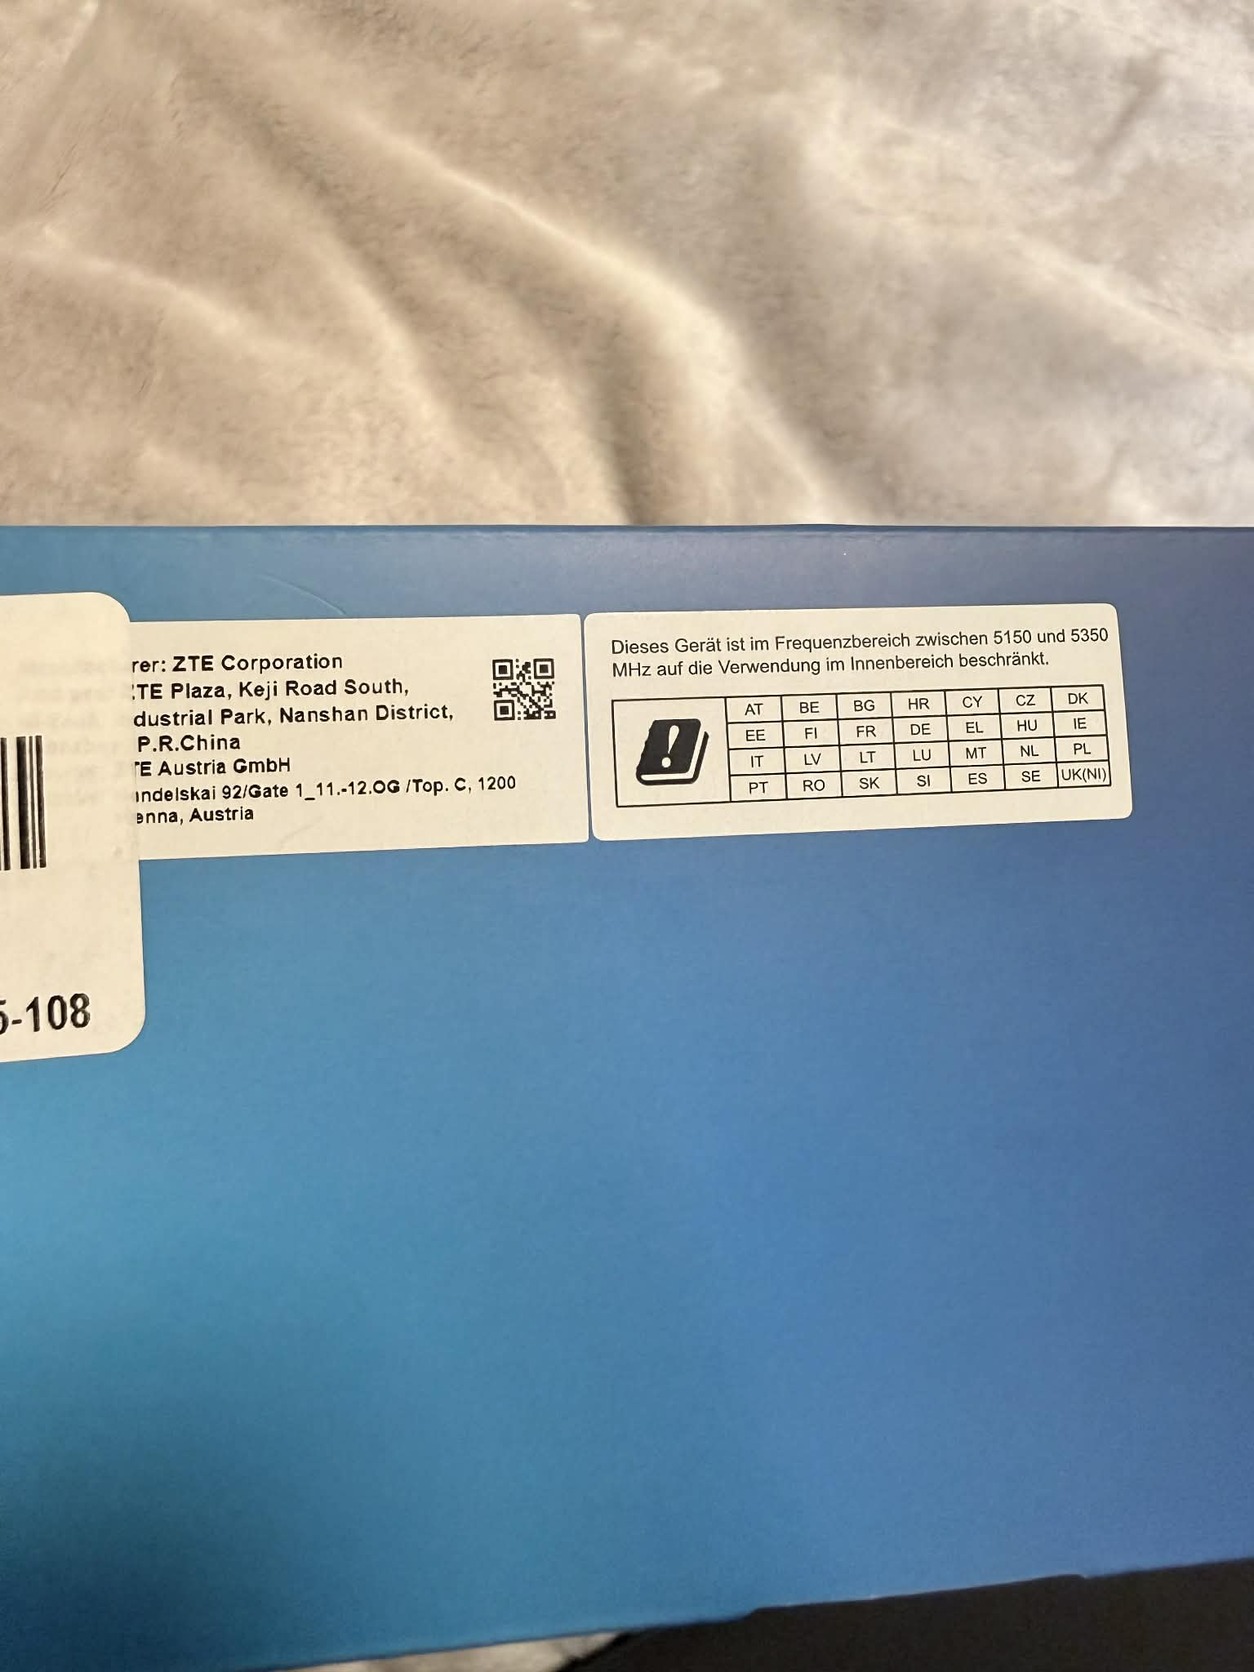 rer: ZTE Corporation
TE Plaza, Keji Road South,
dustrial Park, Nanshan District,
P.R.China
TE Austria GmbH
ndelskai 92/Gate 1_11.-12.OG /Top. C, 1200
enna, Austria
5-108
Dieses Gerät ist im Frequenzbereich zwischen 5150 und 5350
MHz auf die Verwendung im Innenbereich beschränkt.
AT BE BG HR CY CZ DK
EE FI FR DE EL HU IE
IT LV LT LU MT NL PL
PT RO SK SI ES SE UK(NI)